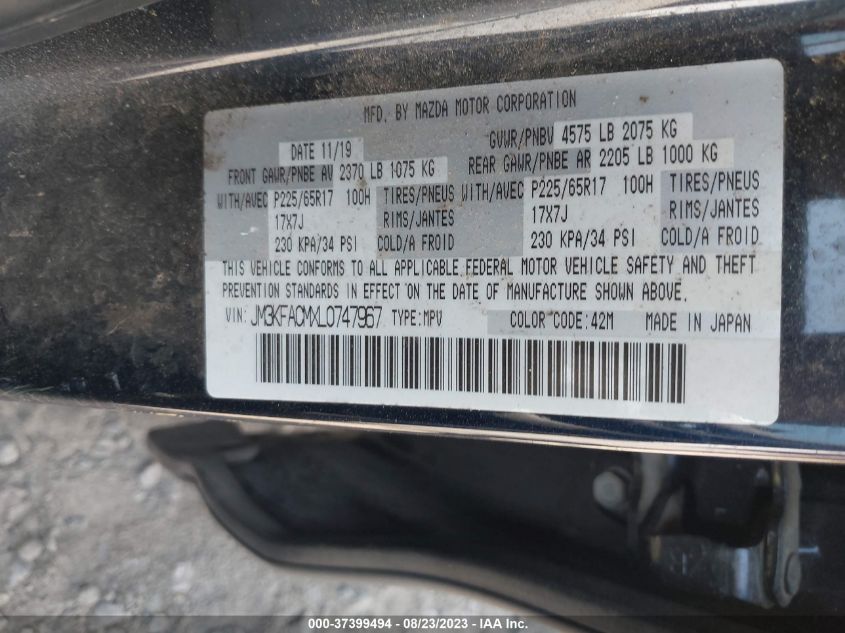 MFD. BY MAZDA MOTOR CORPORATION
DATE 11/19 GVWR/PNBV 4575 LB 2075 KG
FRONT GAWR/PNBE AV 2370 LB 1075 KG REAR GAWR/PNBE AR 2205 LB 1000 KG
WITH/AVEC P225/65R17 100H TIRES/PNEUS WITH/AVEC P225/65R17 100H TIRES/PNEUS
17X7J RIMS/JANTES 17X7J RIMS/JANTES
230 KPA/34 PSI COLD/A FROID 230 KPA/34 PSI COLD/A FROID
THIS VEHICLE CONFORMS TO ALL APPLICABLE FEDERAL MOTOR VEHICLE SAFETY AND THEFT
PREVENTION STANDARDS IN EFFECT ON THE DATE OF MANUFACTURE SHOWN ABOVE.
VIN: JM3KFACMXL0747967 TYPE:MPV COLOR CODE:42M MADE IN JAPAN
000-37399494 - 08/23/2023 - IAA Inc.